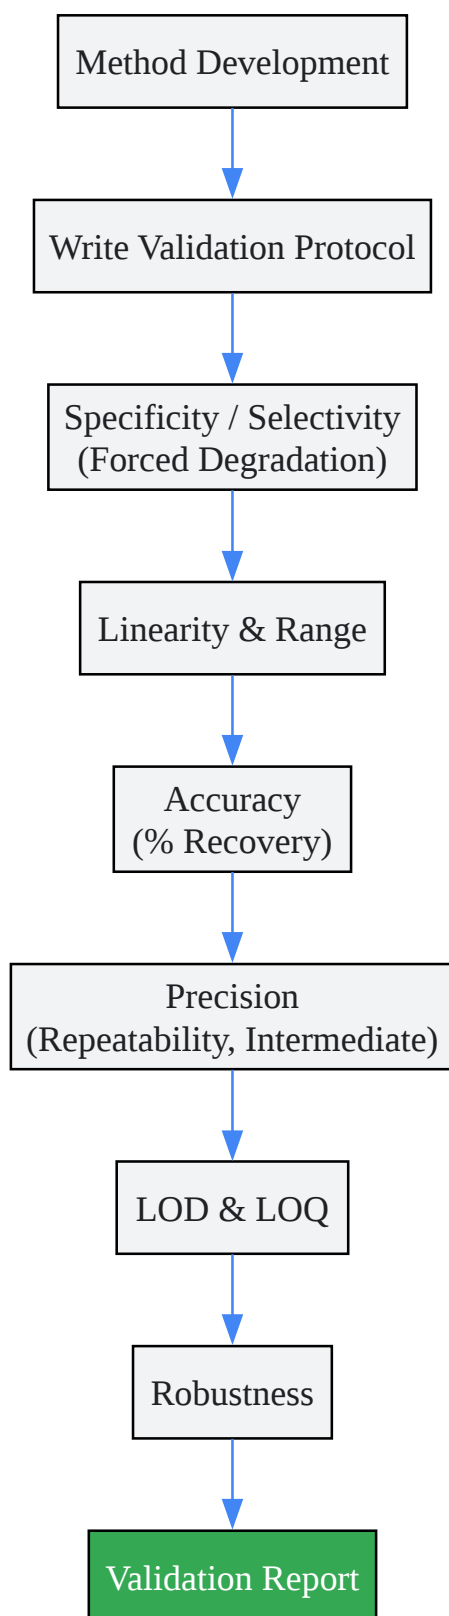 Method Development
Write Validation Protocol
Specificity / Selectivity
(Forced Degradation)
Linearity & Range
Accuracy
(% Recovery)
Precision
(Repeatability, Intermediate)
LOD & LOQ
Robustness
Validation Report